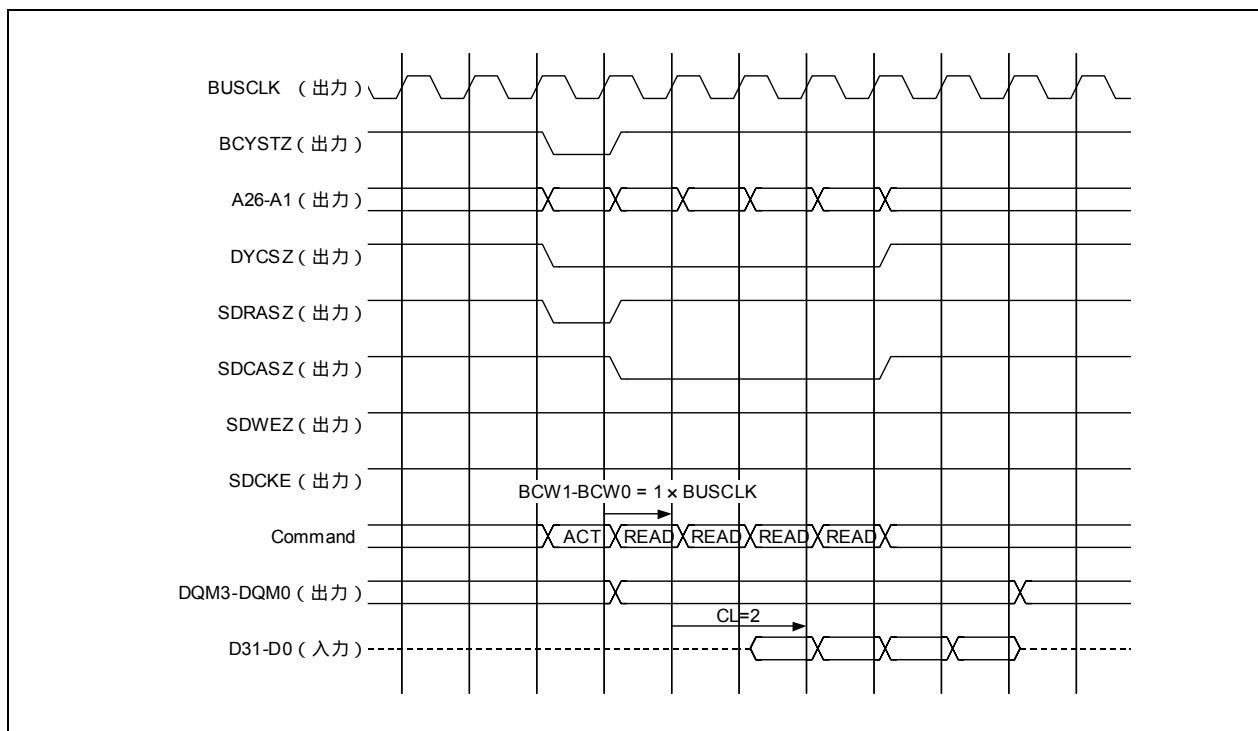 BUSCLK （出力）
BCYSTZ（出力）
A26-A1（出力）
DYCSZ（出力）
SDRASZ（出力）
SDCASZ（出力）
SDWEZ（出力）
SDCKE（出力）
BCW1-BCW0 = 1 × BUSCLK
Command ACT READ READ READ READ
DQM3-DQM0（出力）
CL=2
D31-D0（入力）